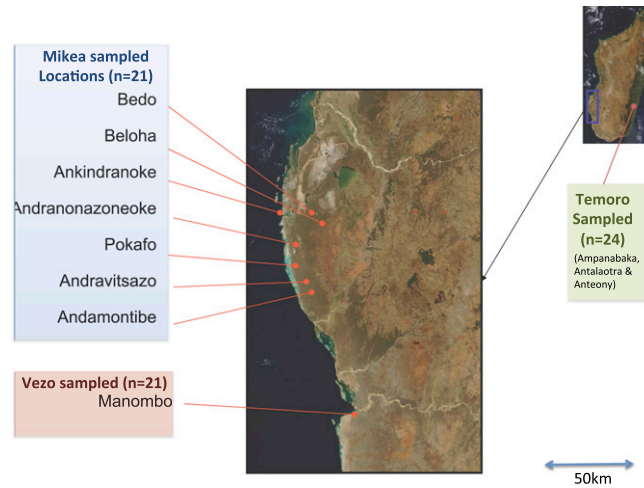 Mikea sampled
Locations (n=21)
Bedo
Beloha
Ankindranoke
Andranonazoneoke
Pokafo
Andravitsazo
Andamontibe
Vezo sampled (n=21)
Manombo
Temoro
Sampled
(n=24)
(Ampanabaka,
Antalaotra &
Anteony)
50km